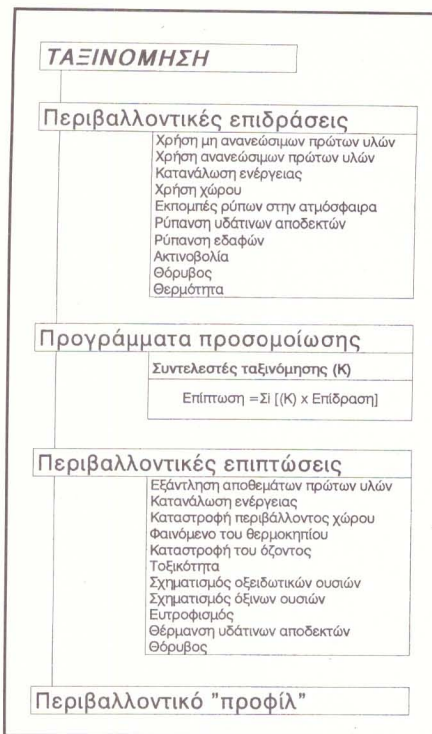 ΤΑΞΙΝΟΜΗΣΗ
Περιβαλλοντικές επιδράσεις
Χρήση μη ανανεώσιμων πρώτων υλών
Χρήση ανανεώσιμων πρώτων υλών
Κατανάλωση ενέργειας
Χρήση χώρου
Εκπομπές ρύπων στην ατμόσφαιρα
Ρύπανση υδάτινων αποδεκτών
Ρύπανση εδαφών
Ακτινοβολία
Θόρυβος
Θερμότητα
Προγράμματα προσομοίωσης
Συντελεστές ταξινόμησης (Κ)
Επίπτωση =Σi [(Κ) x Επίδραση]
Περιβαλλοντικές επιπτώσεις
Εξάντληση αποθεμάτων πρώτων υλών
Κατανάλωση ενέργειας
Καταστροφή περιβάλλοντος χώρου
Φαινόμενο του θερμοκηπίου
Καταστροφή του όζοντος
Τοξικότητα
Σχηματισμός οξειδωτικών ουσιών
Σχηματισμός όξινων ουσιών
Ευτροφισμός
Θέρμανση υδάτινων αποδεκτών
Θόρυβος
Περιβαλλοντικό "προφίλ"